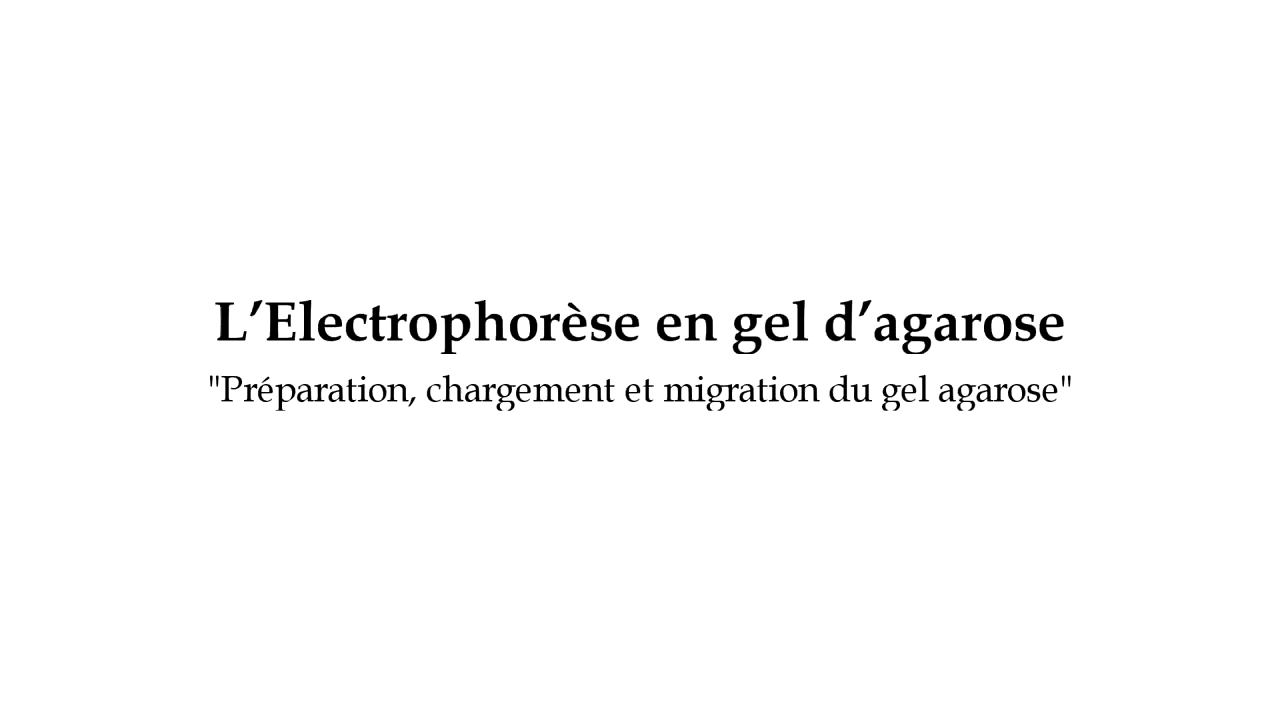 L’Electrophorèse en gel d’agarose
"Préparation, chargement et migration du gel agarose"